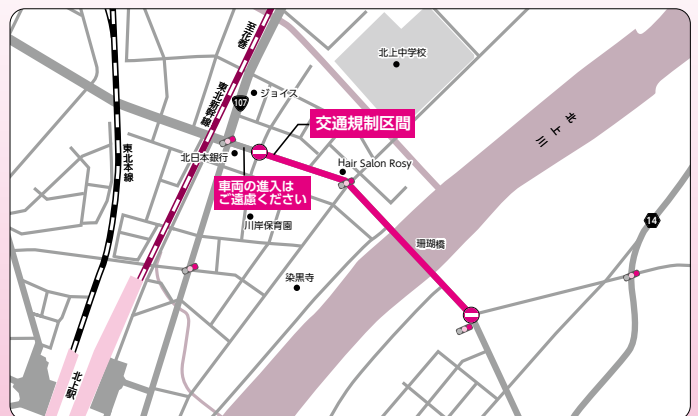 至花巻
東北新幹線
107
ジョイス
北上中学校
北上川
交通規制区間
東北本線
北日本銀行
Hair Salon Rosy
車両の進入は
ご遠慮ください
川岸保育園
珊瑚橋
14
染黒寺
北上駅